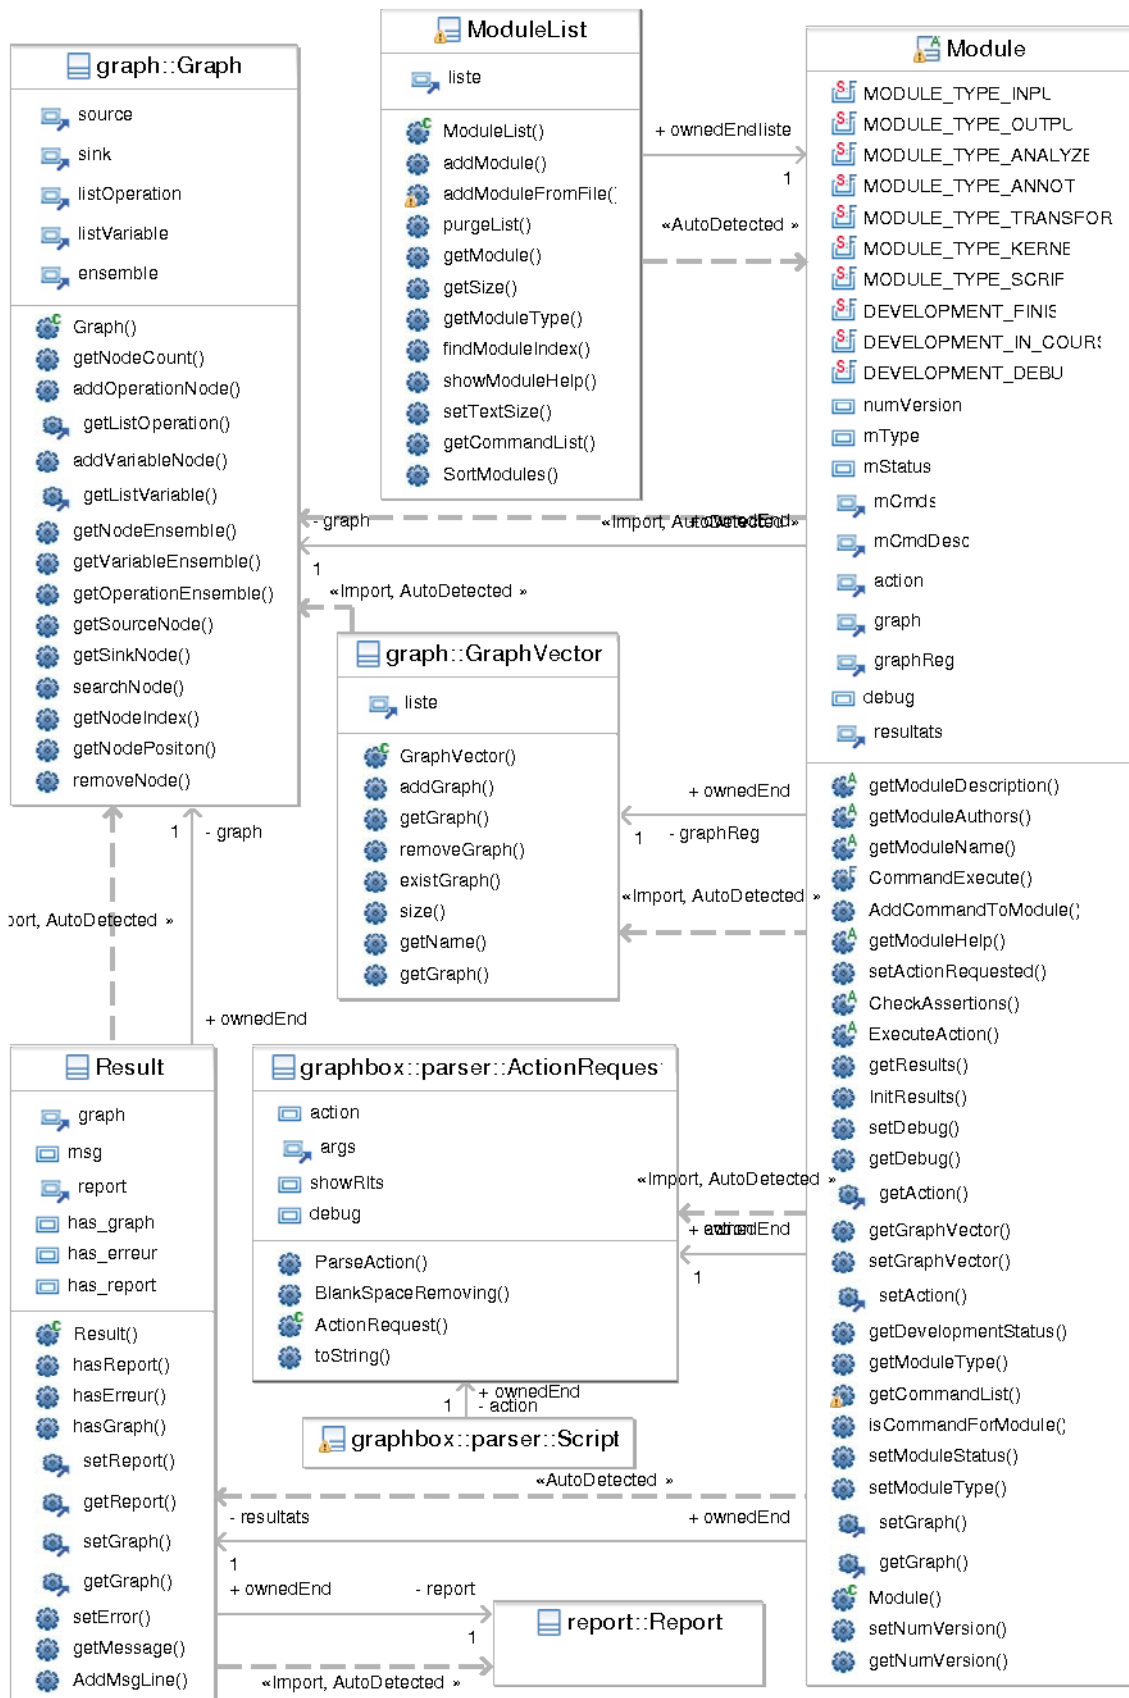 graph::Graph
source
sink
listOperation
listVariable
ensemble
Graph()
getNodeCount()
addOperationNode()
getListOperation()
addVariableNode()
getListVariable()
getNodeEnsemble()
getVariableEnsemble()
getOperationEnsemble()
getSourceNode()
getSinkNode()
searchNode()
getNodeIndex()
getNodePositon()
removeNode()
ModuleList
liste
ModuleList()
addModule()
addModuleFromFile(
purgeList()
getModule()
getSize()
getModuleType()
findModuleIndex()
showModuleHelp()
setTextSize()
getCommandList()
SortModules()
+ ownedEndliste
1
«AutoDetected »
Module
MODULE_TYPE_INPU
MODULE_TYPE_OUTPU
MODULE_TYPE_ANALYZE
MODULE_TYPE_ANNOT
MODULE_TYPE_TRANSFOR
MODULE_TYPE_KERNE
MODULE_TYPE_SCRIF
DEVELOPMENT_FINIS
DEVELOPMENT_IN_COURS
DEVELOPMENT_DEBU
numVersion
mType
mStatus
mCmds
mCmdDesc
action
graph
graphReg
debug
resultats
getModuleDescription()
getModuleAuthors()
getModuleName()
CommandExecute()
AddCommandToModule()
getModuleHelp()
setActionRequested()
CheckAssertions()
ExecuteAction()
getResults()
InitResults()
setDebug()
getDebug()
getAction()
getGraphVector()
setGraphVector()
setAction()
getDevelopmentStatus()
getModuleType()
getCommandList()
isCommandForModule()
setModuleStatus()
setModuleType()
setGraph()
getGraph()
Module()
setNumVersion()
getNumVersion()
- graph
«Import, AutoDetected »
+ ownedEnd
1
«Import, AutoDetected »
graph::GraphVector
liste
GraphVector()
addGraph()
getGraph()
removeGraph()
existGraph()
size()
getName()
getGraph()
+ ownedEnd
1 - graphReg
«Import, AutoDetected »
1 - graph
port, AutoDetected »
+ ownedEnd
Result
graph
msg
report
has_graph
has_erreur
has_report
Result()
hasReport()
hasErreur()
hasGraph()
setReport()
getReport()
setGraph()
getGraph()
setError()
getMessage()
AddMsgLine()
graphbox::parser::ActionReques
action
args
showRlts
debug
ParseAction()
BlankSpaceRemoving()
ActionRequest()
toString()
«Import, AutoDetected »
- action
+ ownedEnd
1
+ ownedEnd
1 - action
graphbox::parser::Script
«AutoDetected »
- resultats
+ ownedEnd
1
+ ownedEnd
- report
1
«Import, AutoDetected »
report::Report